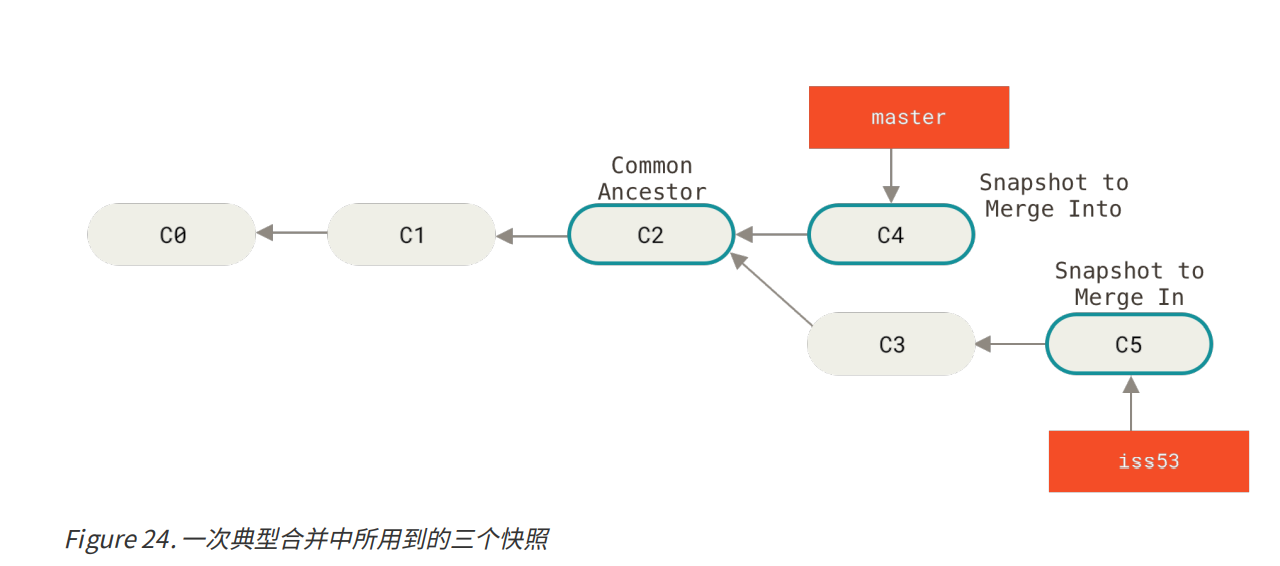 master
Common
Ancestor
Snapshot to
Merge Into
C0
C1
C2
C4
Snapshot to
Merge In
C3
C5
iss53
Figure 24. 一次典型合并中所用到的三个快照